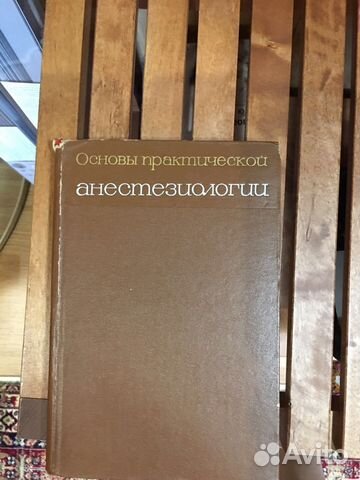 Основы практической
анестезиологии
Avito